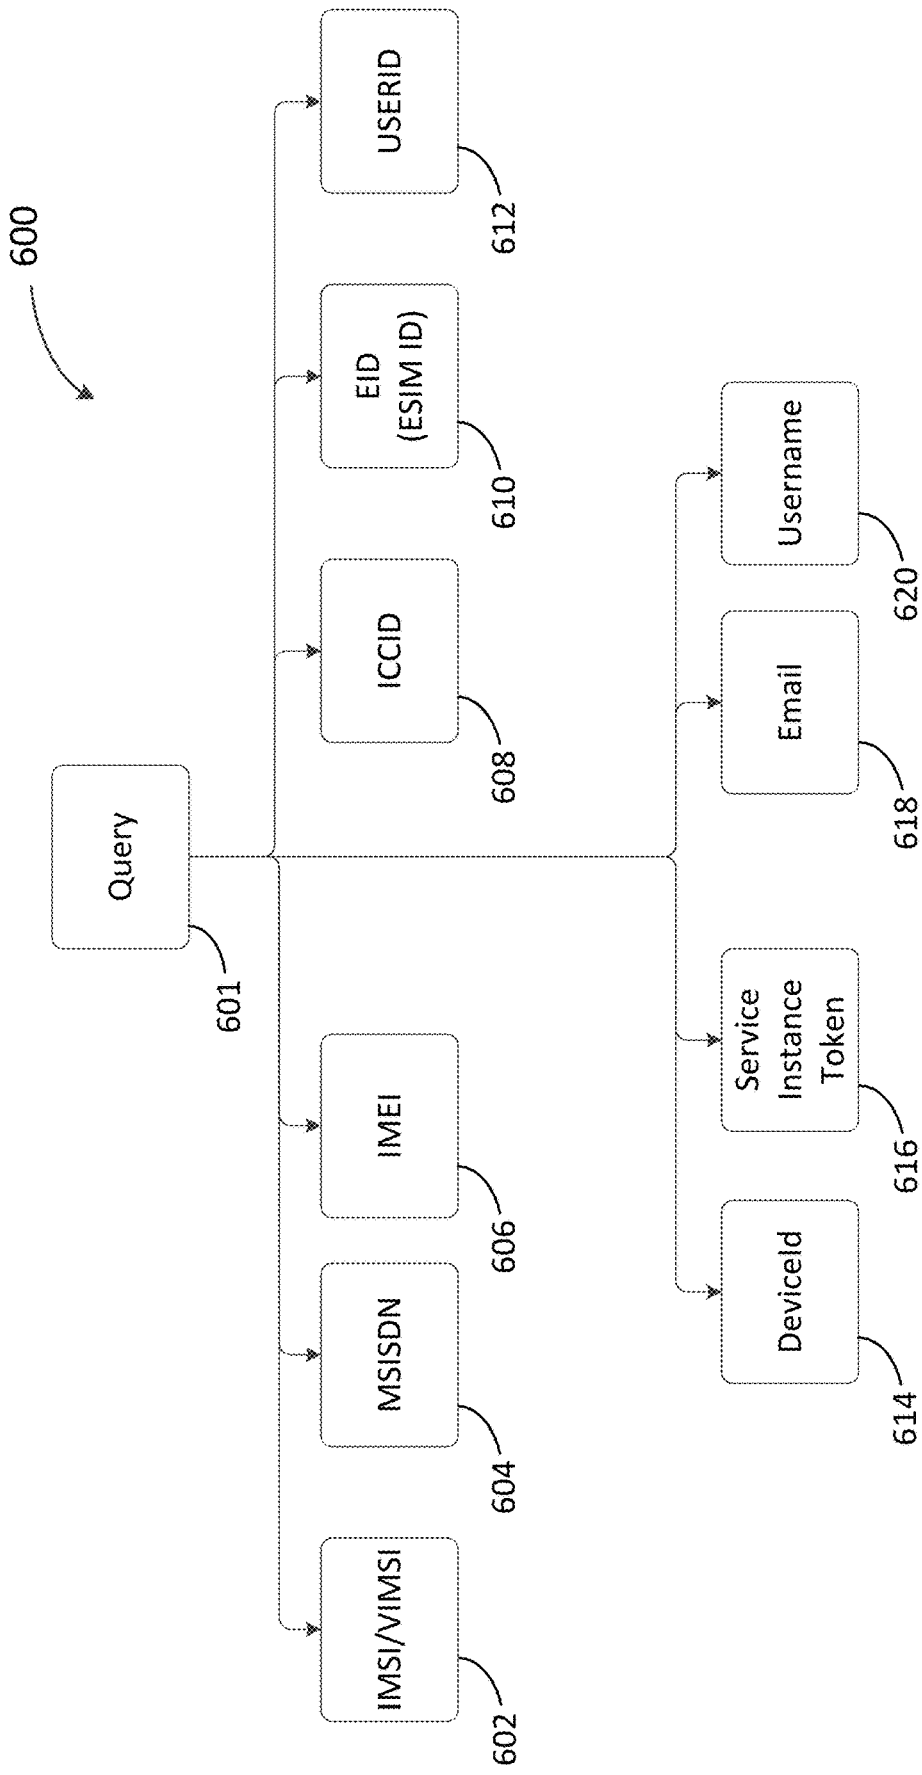 600
Query
601
IMSI/VIMSI
602
MSISDN
604
IMEI
606
ICCID
608
EID
(ESIM ID)
610
USERID
612
DeviceId
614
Service
Instance
Token
616
Email
618
Username
620